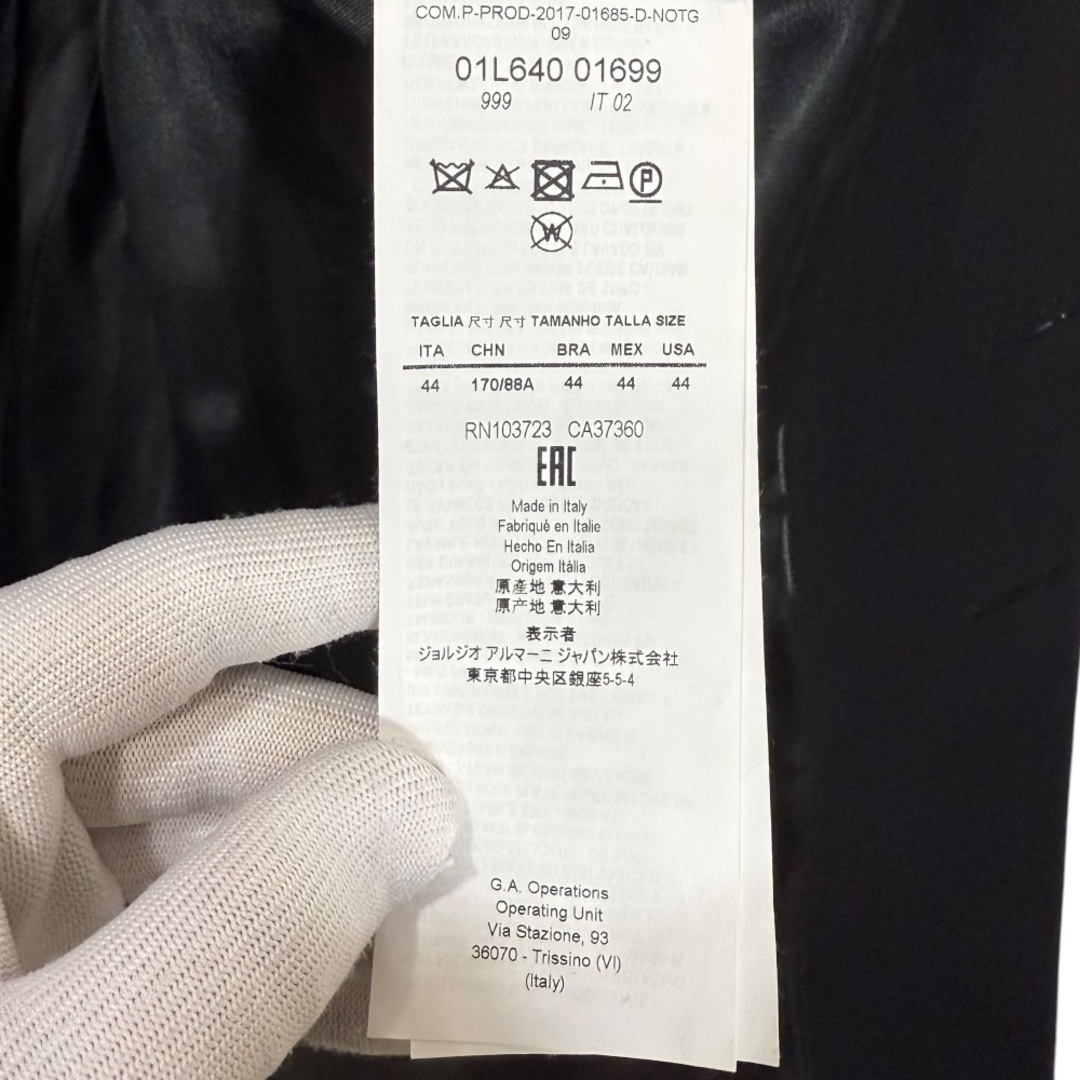 COM.P-PROD-2017-01685-D-NOTG
09
01L640 01699
999 IT 02
P
W
TAGLIA 尺寸 尺寸 TAMANHO TALLA SIZE
ITA CHN BRA MEX USA
44 170/88A 44 44 44
RN103723 CA37360
EAC
Made in Italy
Fabriqué en Italie
Hecho En Italia
Origem Itália
原產地 意大利
原产地 意大利
表示者
ジョルジオ アルマーニ ジャパン株式会社
東京都中央区銀座5-5-4
G.A. Operations
Operating Unit
Via Stazione, 93
36070 - Trissino (VI)
(Italy)